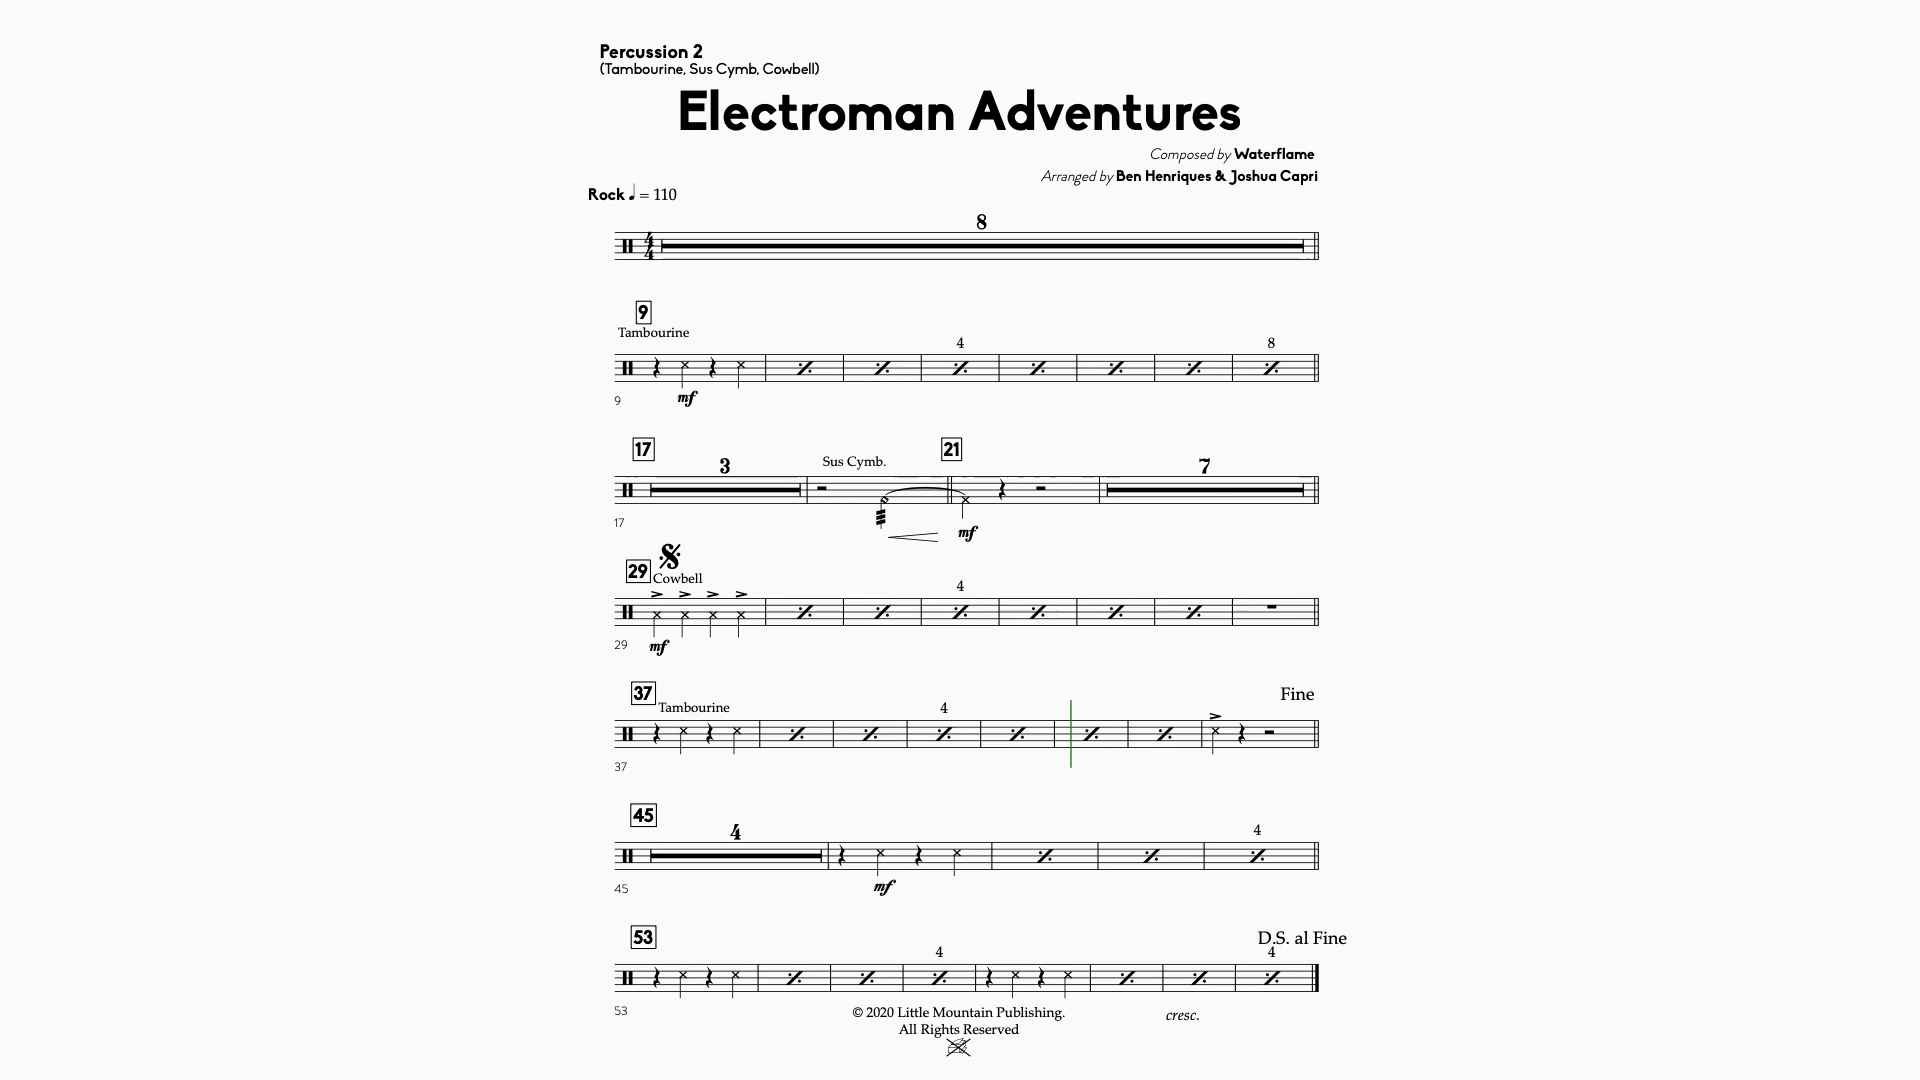 Percussion 2
(Tambourine, Sus Cymb, Cowbell)
Electroman Adventures
Composed by Waterflame
Arranged by Ben Henriques & Joshua Capri
Rock ♩ = 110
8
4
4
9
Tambourine
4 8
mf
9
17 21
3 Sus Cymb. 7
17
mf
29
Cowbell
4
mf
29
37 Fine
Tambourine 4
37
45
4 4
mf
45
53 D.S. al Fine
4 4
53
cresc.
© 2020 Little Mountain Publishing.
All Rights Reserved